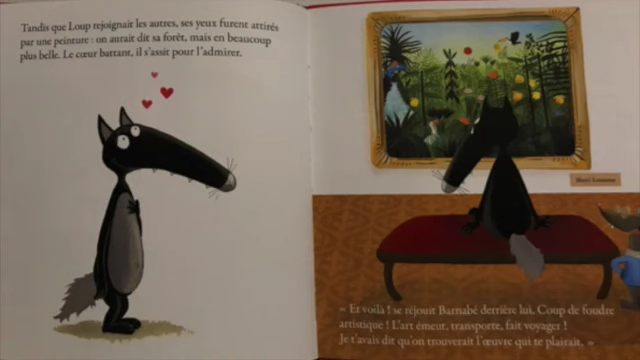 Tandis que Loup rejoignait les autres, ses yeux furent attirés
par une peinture : on aurait dit sa forêt, mais en beaucoup
plus belle. Le cœur battant, il s'assit pour l'admirer.
« Et voilà ! se réjouit Barnabé derrière lui. Coup de foudre
artistique ! L'art émeut, transporte, fait voyager !
Je t'avais dit qu'on trouverait l'œuvre qui te plairait. »